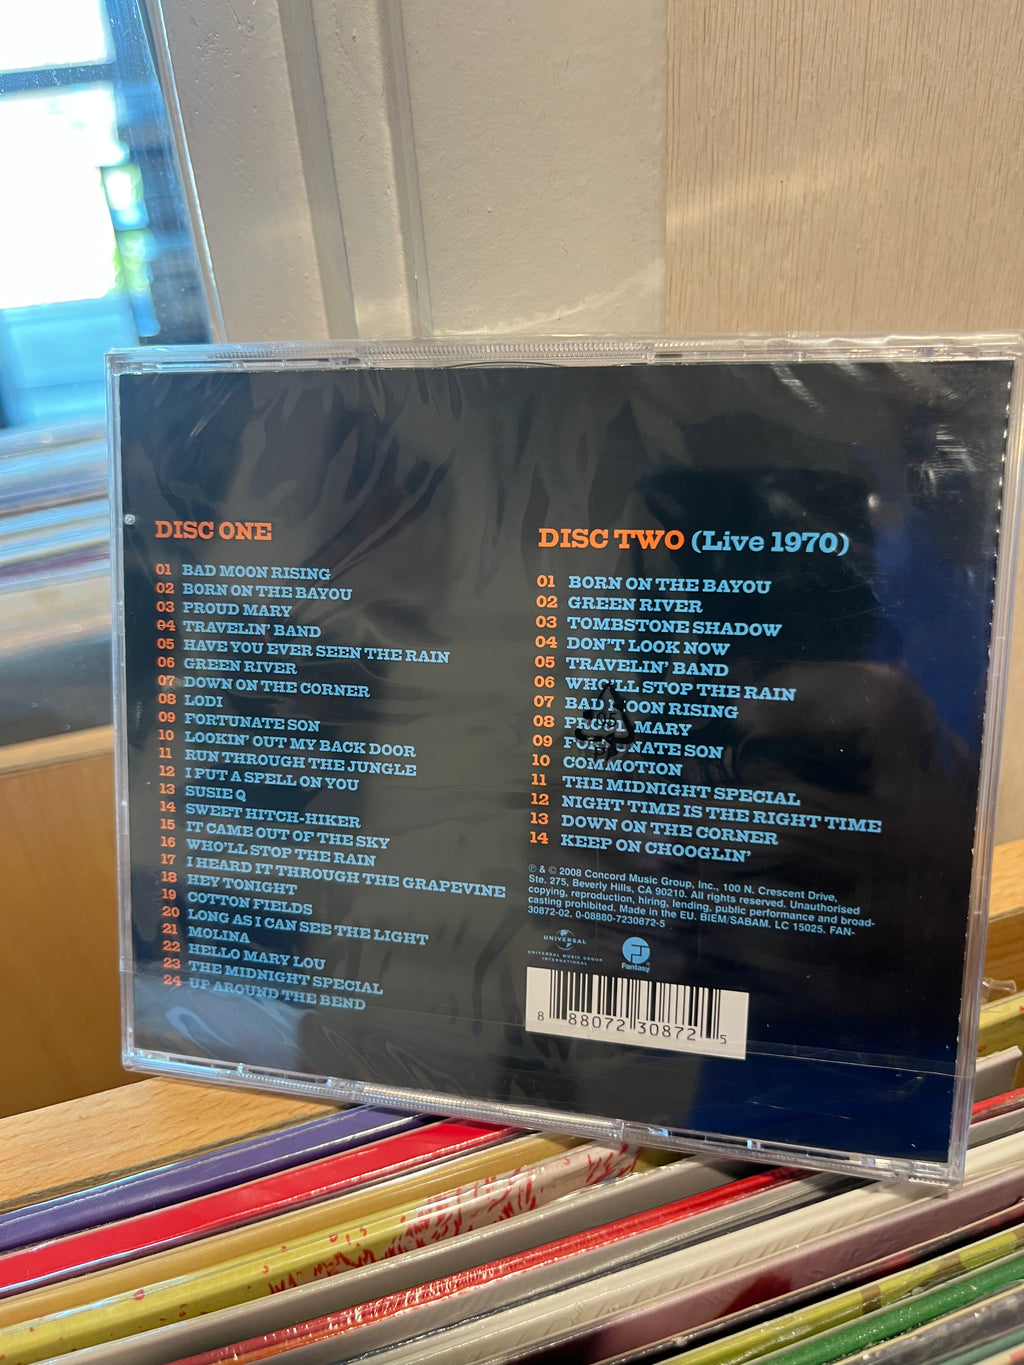 DISC ONE
01 BAD MOON RISING
02 BORN ON THE BAYOU
03 PROUD MARY
04 TRAVELIN' BAND
05 HAVE YOU EVER SEEN THE RAIN
06 GREEN RIVER
07 DOWN ON THE CORNER
08 LODI
09 FORTUNATE SON
10 LOOKIN' OUT MY BACK DOOR
11 RUN THROUGH THE JUNGLE
12 I PUT A SPELL ON YOU
13 SUSIE Q
14 SWEET HITCH-HIKER
15 IT CAME OUT OF THE SKY
16 WHO'LL STOP THE RAIN
17 I HEARD IT THROUGH THE GRAPEVINE
18 HEY TONIGHT
19 COTTON FIELDS
20 LONG AS I CAN SEE THE LIGHT
21 MOLINA
22 HELLO MARY LOU
23 THE MIDNIGHT SPECIAL
24 UP AROUND THE BEND
DISC TWO (Live 1970)
01 BORN ON THE BAYOU
02 GREEN RIVER
03 TOMBSTONE SHADOW
04 DON'T LOOK NOW
05 TRAVELIN' BAND
06 WHO'LL STOP THE RAIN
07 BAD MOON RISING
08 PROUD MARY
09 FORTUNATE SON
10 COMMOTION
11 THE MIDNIGHT SPECIAL
12 NIGHT TIME IS THE RIGHT TIME
13 DOWN ON THE CORNER
14 KEEP ON CHOOGLIN'
℗ & © 2008 Concord Music Group, Inc., 100 N. Crescent Drive,
Ste. 275, Beverly Hills, CA 90210. All rights reserved. Unauthorised
copying, reproduction, hiring, lending, public performance and broad-
casting prohibited. Made in the EU. BIEM/SABAM. LC 15025. FAN-
30872-02. 0-08880-7230872-5
UNIVERSAL
UNIVERSAL MUSIC GROUP
INTERNATIONAL
Fantasy
8 88072 30872 5